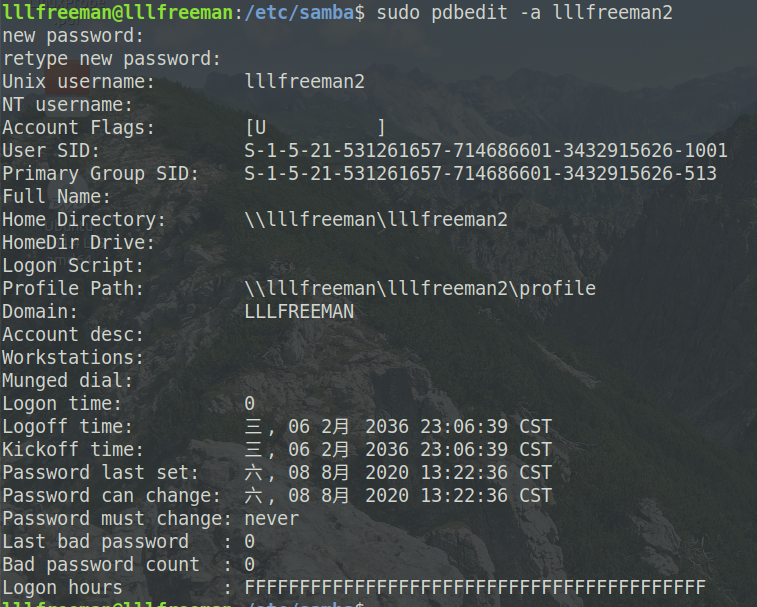 lllfreeman@lllfreeman:/etc/samba$ sudo pdbedit -a lllfreeman2
new password:
retype new password:
Unix username:        lllfreeman2
NT username:
Account Flags:        [U          ]
User SID:             S-1-5-21-531261657-714686601-3432915626-1001
Primary Group SID:    S-1-5-21-531261657-714686601-3432915626-513
Full Name:
Home Directory:       \\lllfreeman\lllfreeman2
HomeDir Drive:
Logon Script:
Profile Path:         \\lllfreeman\lllfreeman2\profile
Domain:               LLLFREEMAN
Account desc:
Workstations:
Munged dial:
Logon time:           0
Logoff time:          三, 06 2月 2036 23:06:39 CST
Kickoff time:         三, 06 2月 2036 23:06:39 CST
Password last set:    六, 08 8月 2020 13:22:36 CST
Password can change:  六, 08 8月 2020 13:22:36 CST
Password must change: never
Last bad password   : 0
Bad password count  : 0
Logon hours         : FFFFFFFFFFFFFFFFFFFFFFFFFFFFFFFFFFFFFFFFFF
lllfreeman@lllfreeman:/etc/samba$